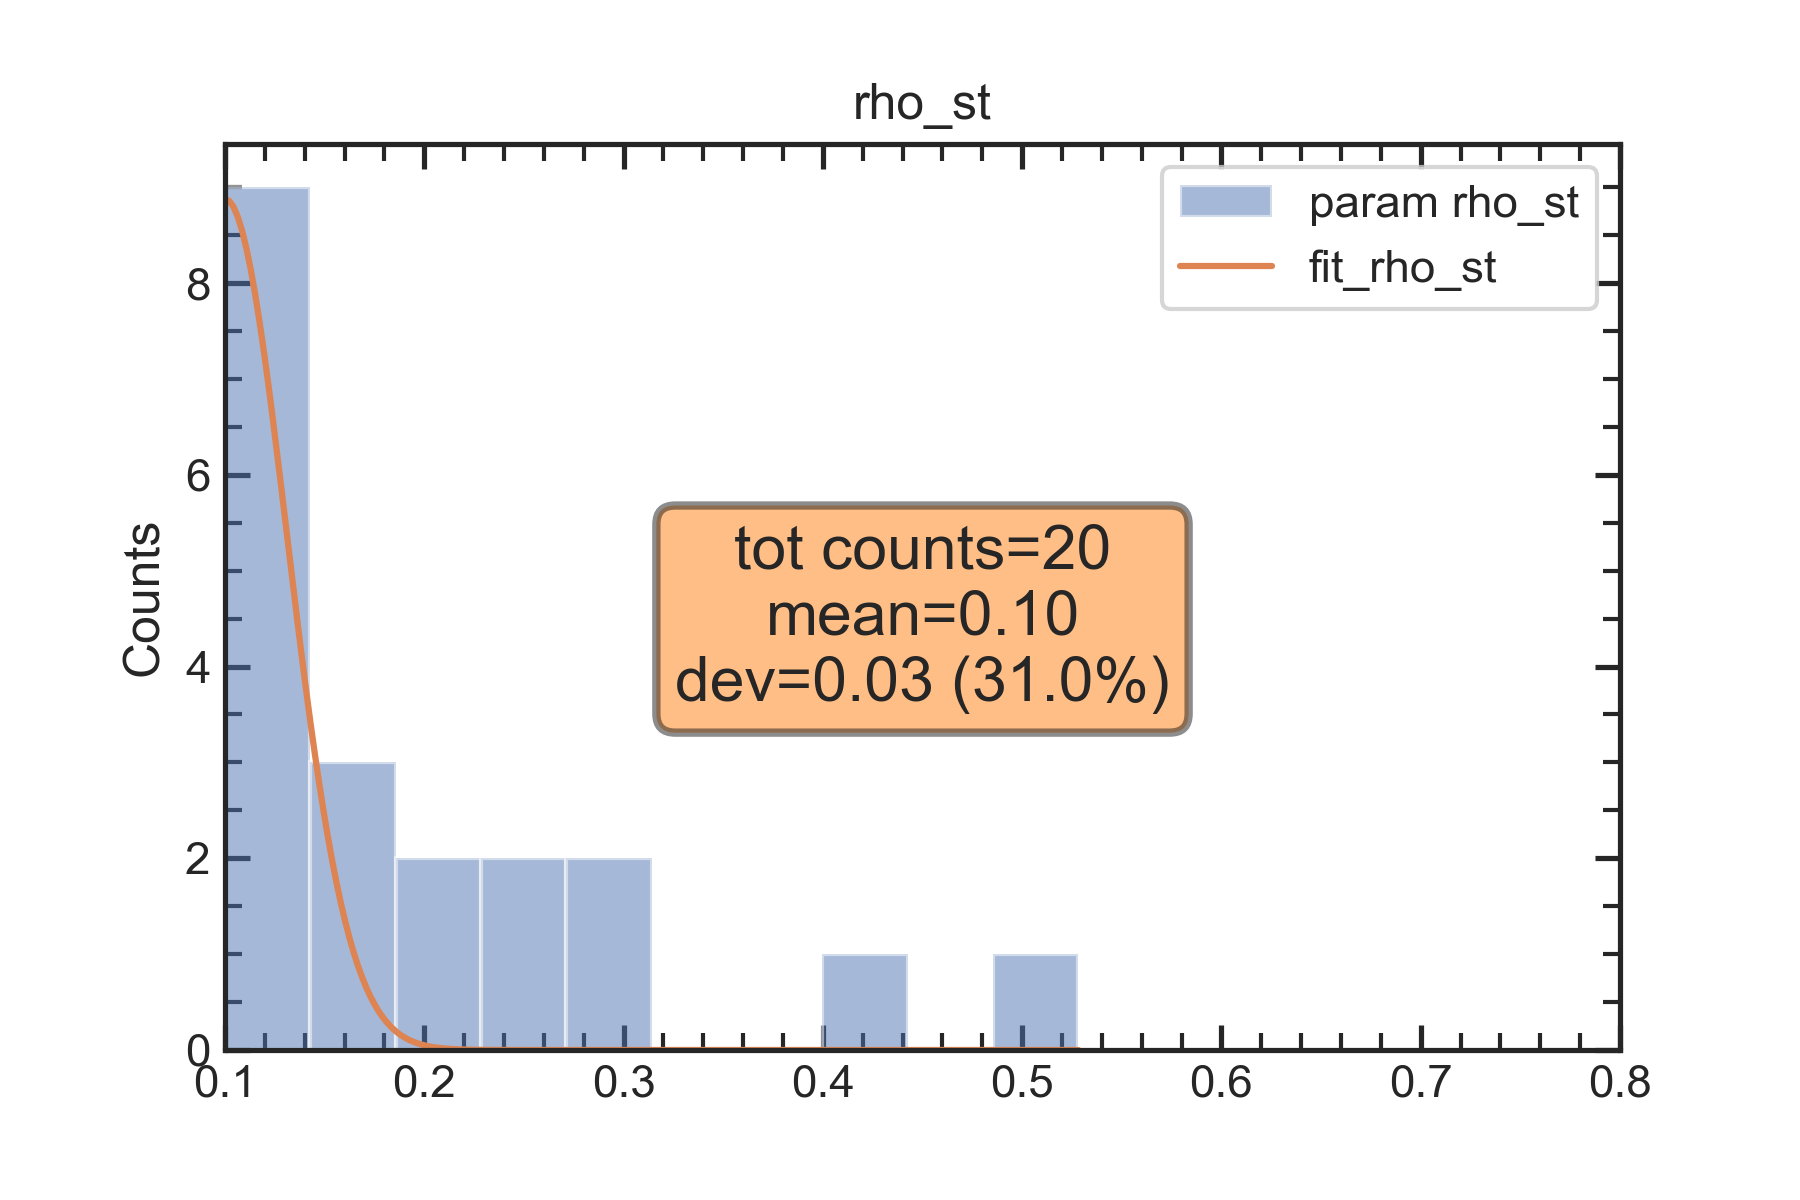 rho_st
param rho_st
fit_rho_st
Counts
8
6
4
2
0
tot counts=20
mean=0.10
dev=0.03 (31.0%)
0.1 0.2 0.3 0.4 0.5 0.6 0.7 0.8